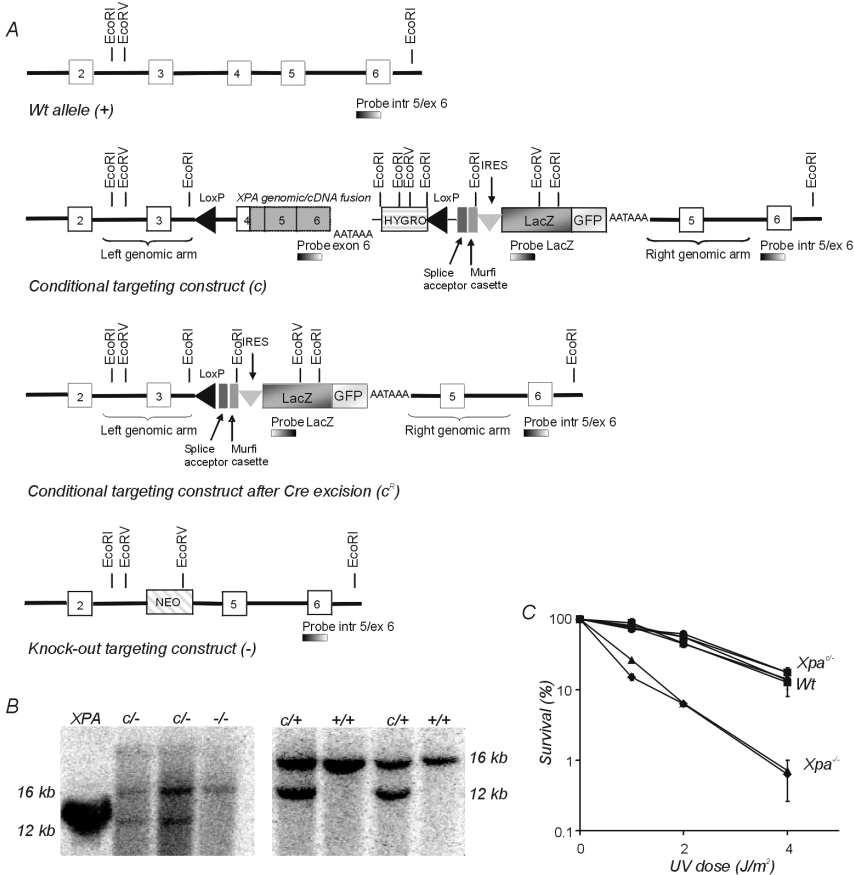 A
EcoRI EcoRV EcoRI
2 3 4 5 6
Probe intr 5/ex 6
Wt allele (+)
EcoRI EcoRV EcoRI EcoRI EcoRI EcoRV EcoRI EcoRI IRES EcoRV EcoRI EcoRI
LoxP XPA genomic/cDNA fusion LoxP
2 3 4 5 6 HYGRO LacZ GFP AATAAA 5 6
AATAAA
Left genomic arm Probe exon 6 Probe LacZ Right genomic arm Probe intr 5/ex 6
Splice Murfi
acceptor casette
Conditional targeting construct (c)
EcoRI EcoRV EcoRI EcoRI IRES EcoRV EcoRI EcoRI
LoxP
2 3 LacZ GFP AATAAA 5 6
Left genomic arm Probe LacZ Right genomic arm Probe intr 5/ex 6
Splice Murfi
acceptor casette
Conditional targeting construct after Cre excision (cR)
EcoRI EcoRV EcoRV EcoRI
2 NEO 5 6
Probe intr 5/ex 6
Knock-out targeting construct (-)
B
XPA c/- c/- -/- c/+ +/+ c/+ +/+
16 kb 16 kb
12 kb 12 kb
C
100
10
1
0.1
Survival (%)
Xpac/-
Wt
Xpa-/-
0 2 4
UV dose (J/m2)